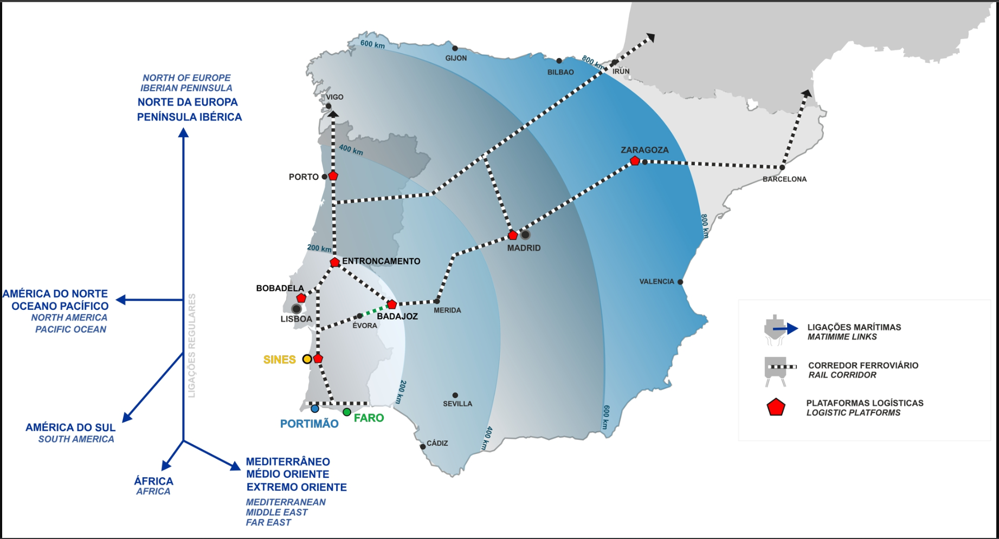 NORTH OF EUROPE
IBERIAN PENINSULA
NORTE DA EUROPA
PENÍNSULA IBÉRICA
AMÉRICA DO NORTE
OCEANO PACÍFICO
NORTH AMERICA
PACIFIC OCEAN
LIGAÇÕES REGULARES
AMÉRICA DO SUL
SOUTH AMERICA
ÁFRICA
AFRICA
MEDITERRÂNEO
MÉDIO ORIENTE
EXTREMO ORIENTE
MEDITERRANEAN
MIDDLE EAST
FAR EAST
600 km
GIJON
BILBAO
800 km
IRUN
VIGO
400 km
PORTO
ZARAGOZA
BARCELONA
800 km
MADRID
200 km
ENTRONCAMENTO
BOBADELA
LISBOA
VALENCIA
MERIDA
BADAJOZ
ÉVORA
SINES
200 km
SEVILLA
600 km
PORTIMÃO
FARO
400 km
CÁDIZ
LIGAÇÕES MARÍTIMAS
MATIMIME LINKS
CORREDOR FERROVIÁRIO
RAIL CORRIDOR
PLATAFORMAS LOGÍSTICAS
LOGISTIC PLATFORMS